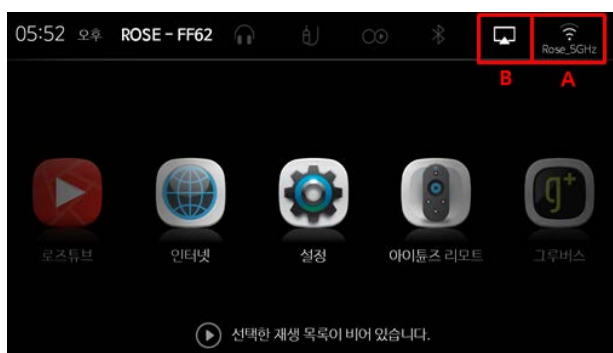 05:52 오후 ROSE - FF62
Rose_5GHz
B A
g+
로즈튜브 인터넷 설정 아이튠즈 리모트 그루버스
선택한 재생 목록이 비어 있습니다.